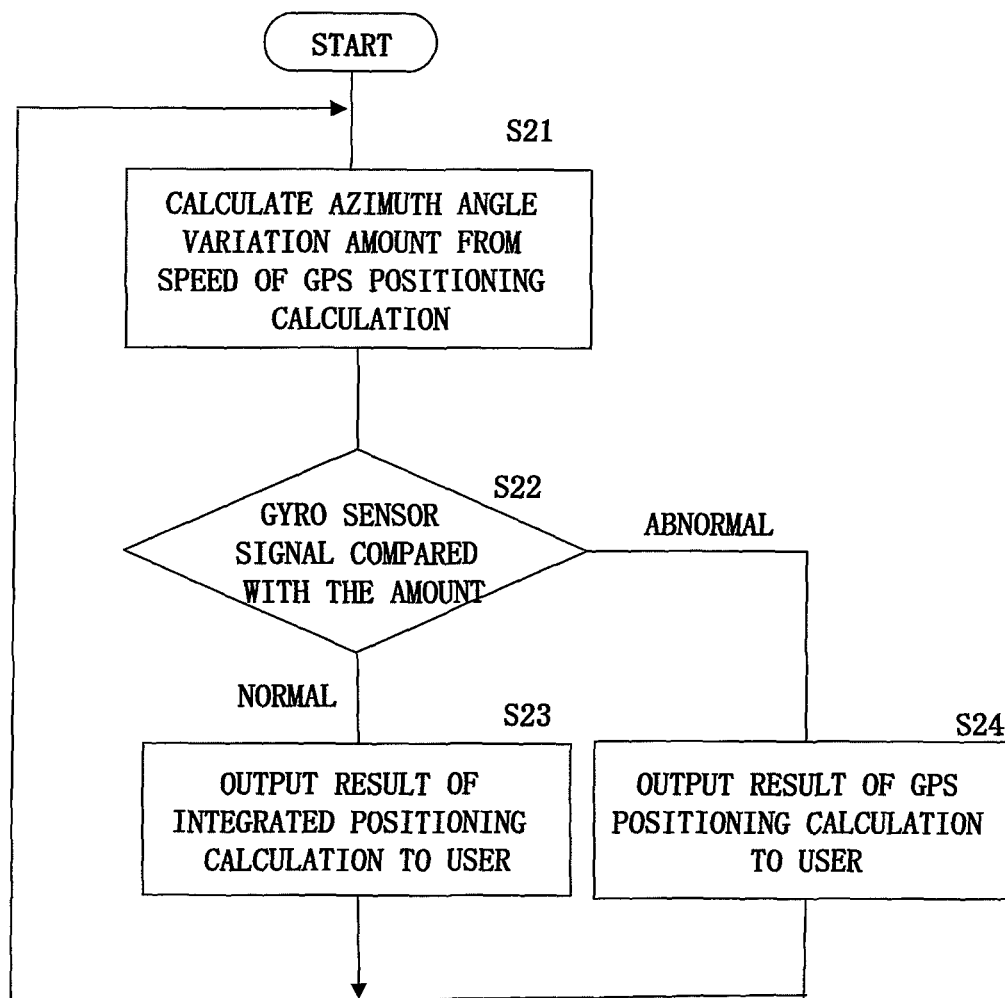 START
S21
CALCULATE AZIMUTH ANGLE
VARIATION AMOUNT FROM
SPEED OF GPS POSITIONING
CALCULATION
S22
GYRO SENSOR
SIGNAL COMPARED
WITH THE AMOUNT
ABNORMAL
NORMAL
S23
OUTPUT RESULT OF
INTEGRATED POSITIONING
CALCULATION TO USER
S24
OUTPUT RESULT OF GPS
POSITIONING CALCULATION
TO USER